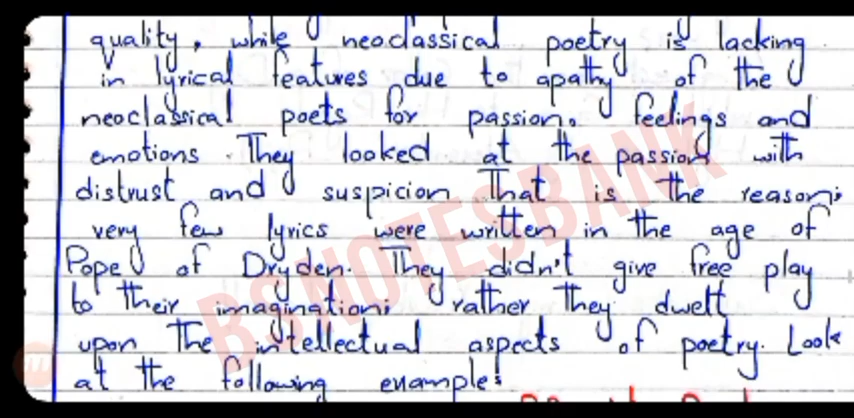 quality, while neoclassical poetry is lacking
in lyrical features due to apathy of the
neoclassical poets for passion, feelings and
emotions. They looked at the passion with
distrust and suspicion That is the reason;
very few lyrics were written in the age of
Pope of Dryden. They didn't give free play
to their imagination; rather they dwelt
upon the intellectual aspects of poetry. Look
at the following example:
BSNOTESBANK